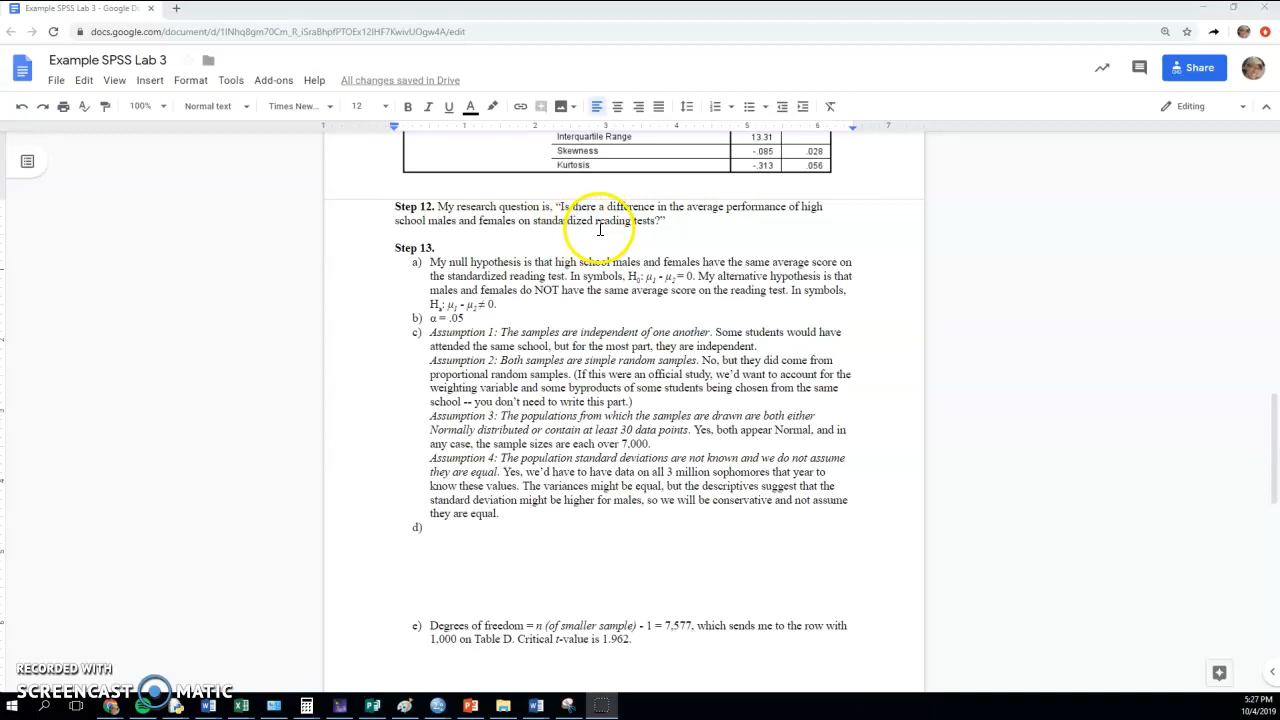 Example SPSS Lab 3 - Google Do
docs.google.com/document/d/1INhq8gm70Cm_R_iSraBhpfPTOEx12IHF7KwivUOgw4A/edit
Example SPSS Lab 3
File Edit View Insert Format Tools Add-ons Help All changes saved in Drive
Share
100% Normal text Times New... 12 B I U A Editing
1 1 2 3 4 5 6 7
Interquartile Range 13.31
Skewness -.085 .028
Kurtosis -.313 .056
Step 12. My research question is, “Is there a difference in the average performance of high
school males and females on standardized reading tests?”
Step 13.
a) My null hypothesis is that high school males and females have the same average score on
the standardized reading test. In symbols, H0: μ1 - μ2 = 0. My alternative hypothesis is that
males and females do NOT have the same average score on the reading test. In symbols,
Ha: μ1 - μ2 ≠ 0.
b) α = .05
c) Assumption 1: The samples are independent of one another. Some students would have
attended the same school, but for the most part, they are independent.
Assumption 2: Both samples are simple random samples. No, but they did come from
proportional random samples. (If this were an official study, we’d want to account for the
weighting variable and some byproducts of some students being chosen from the same
school -- you don’t need to write this part.)
Assumption 3: The populations from which the samples are drawn are both either
Normally distributed or contain at least 30 data points. Yes, both appear Normal, and in
any case, the sample sizes are each over 7,000.
Assumption 4: The population standard deviations are not known and we do not assume
they are equal. Yes, we’d have to have data on all 3 million sophomores that year to
know these values. The variances might be equal, but the descriptives suggest that the
standard deviation might be higher for males, so we will be conservative and not assume
they are equal.
d)
e) Degrees of freedom = n (of smaller sample) - 1 = 7,577, which sends me to the row with
1,000 on Table D. Critical t-value is 1.962.
RECORDED WITH
SCREENCAST MATIC
5:27 PM
10/4/2019